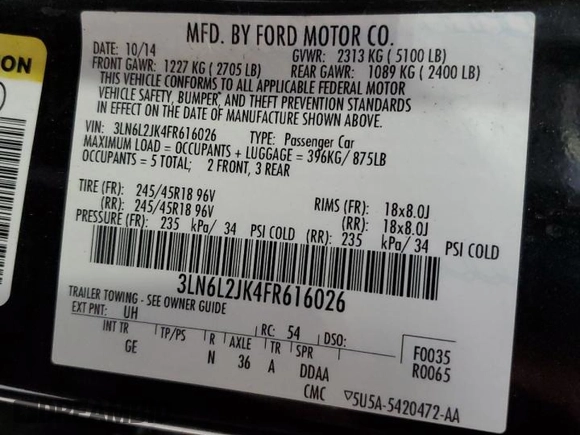 MFD. BY FORD MOTOR CO.
DATE: 10/14 GVWR: 2313 KG ( 5100 LB)
FRONT GAWR: 1227 KG ( 2705 LB) REAR GAWR: 1089 KG ( 2400 LB)
THIS VEHICLE CONFORMS TO ALL APPLICABLE FEDERAL MOTOR
VEHICLE SAFETY, BUMPER, AND THEFT PREVENTION STANDARDS
IN EFFECT ON THE DATE OF MANUFACTURE SHOWN ABOVE.
VIN: 3LN6L2JK4FR616026 TYPE: Passenger Car
MAXIMUM LOAD = OCCUPANTS + LUGGAGE = 396KG/ 875LB
OCCUPANTS = 5 TOTAL; 2 FRONT, 3 REAR
TIRE (FR): 245/45R18 96V RIMS (FR): 18x8.0J
(RR): 245/45R18 96V (RR): 18x8.0J
PRESSURE (FR): 235 kPa/ 34 PSI COLD (RR): 235 kPa/ 34 PSI COLD
3LN6L2JK4FR616026
TRAILER TOWING - SEE OWNER GUIDE
EXT PNT: UH RC: 54 DSO: F0035
INT TR TP/PS R AXLE TR SPR R0065
GE N 36 A DDAA
CMC ▽5U5A-5420472-AA
ON